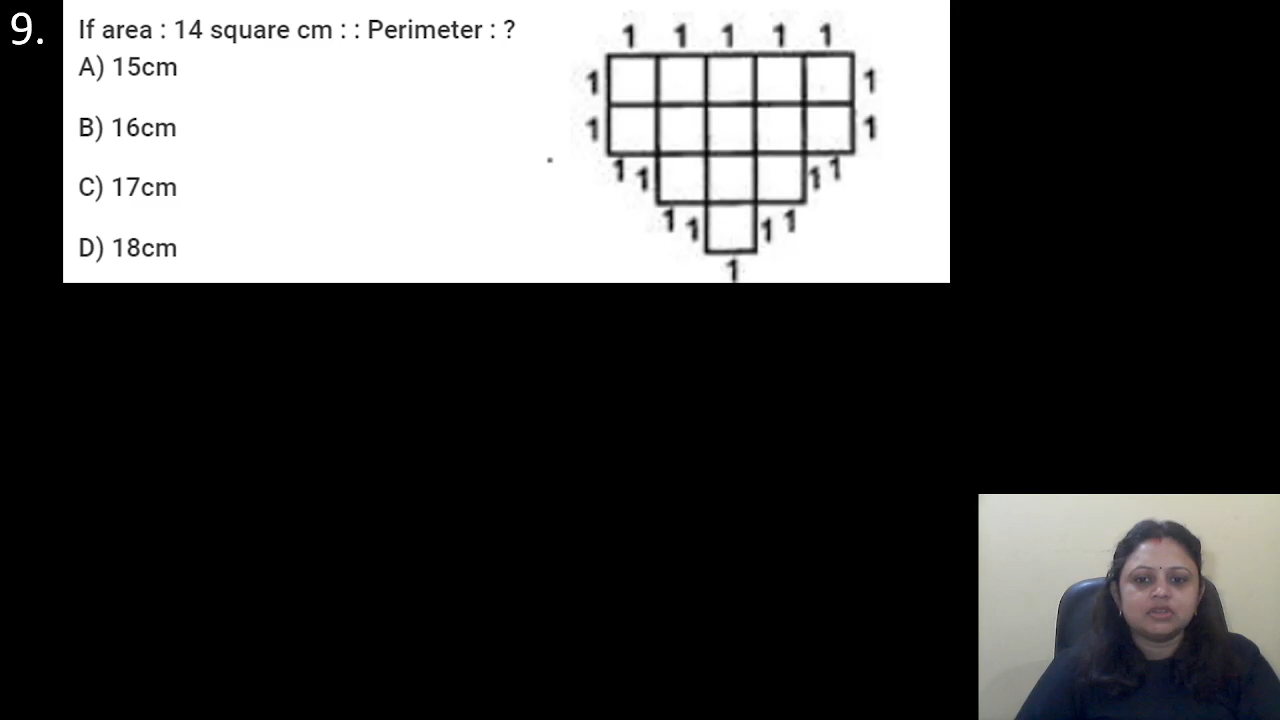 9.
If area : 14 square cm : : Perimeter : ?
A) 15cm
B) 16cm
C) 17cm
D) 18cm
1 1 1 1 1
1 1
1 1
1 1 1 1
1 1 1 1
1